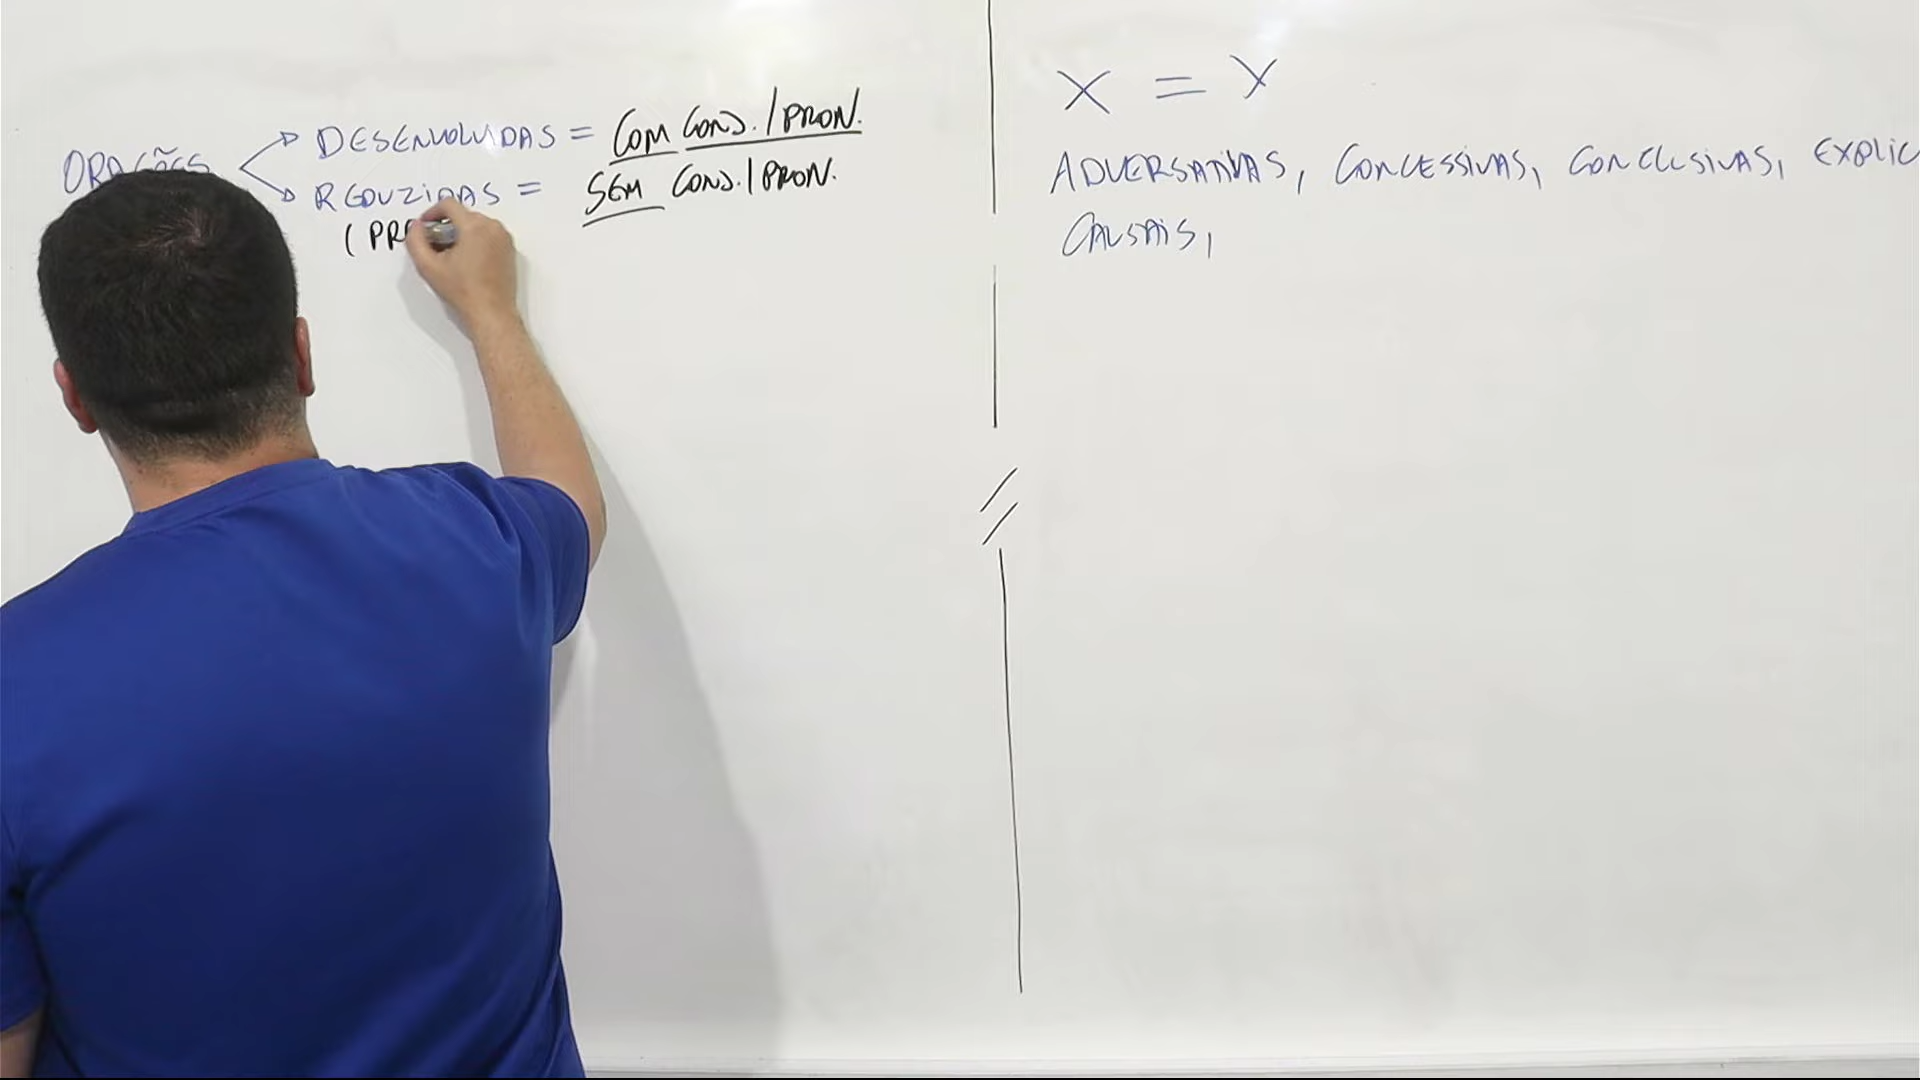 ORAÇÕES
DESENVOLVIDAS = COM CONJ. / PRON.
REDUZIDAS = SEM CONJ. / PRON.
(PR
X = X
ADVERSATIVAS, CONCESSIVAS, CONCLUSIVAS, EXPLIC
CAUSAIS,